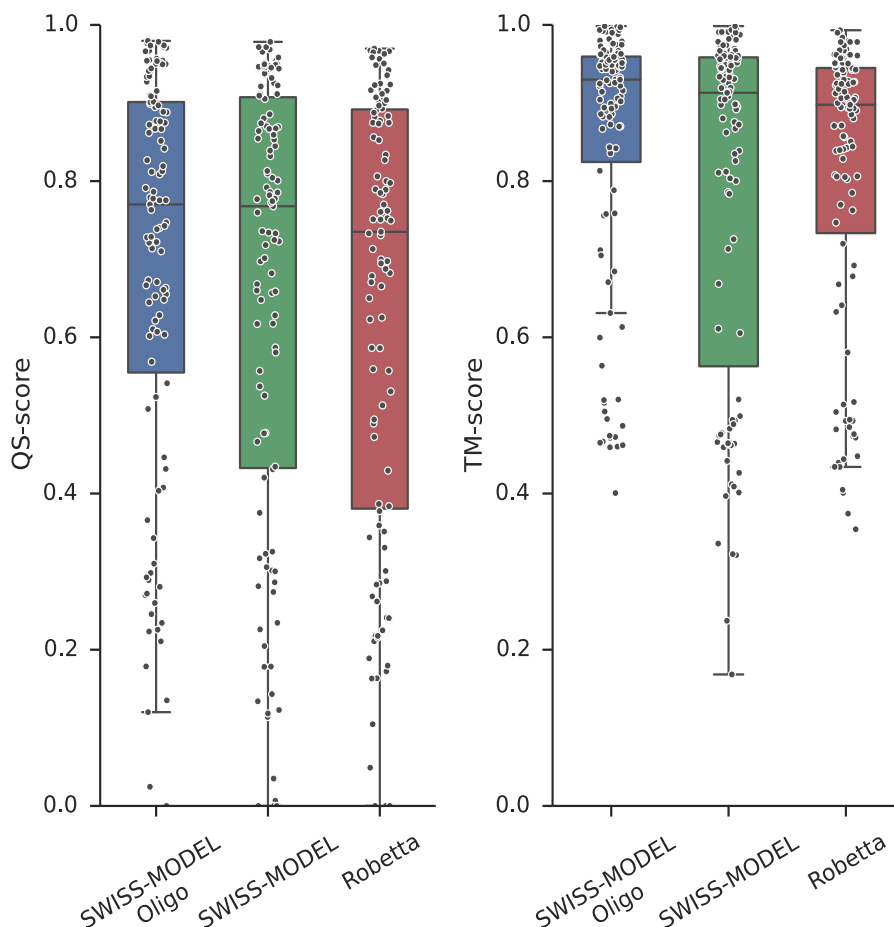 1.0
0.8
0.6
0.4
0.2
0.0
QS-score
SWISS-MODEL
Oligo
SWISS-MODEL
Robetta
1.0
0.8
0.6
0.4
0.2
0.0
TM-score
SWISS-MODEL
Oligo
SWISS-MODEL
Robetta